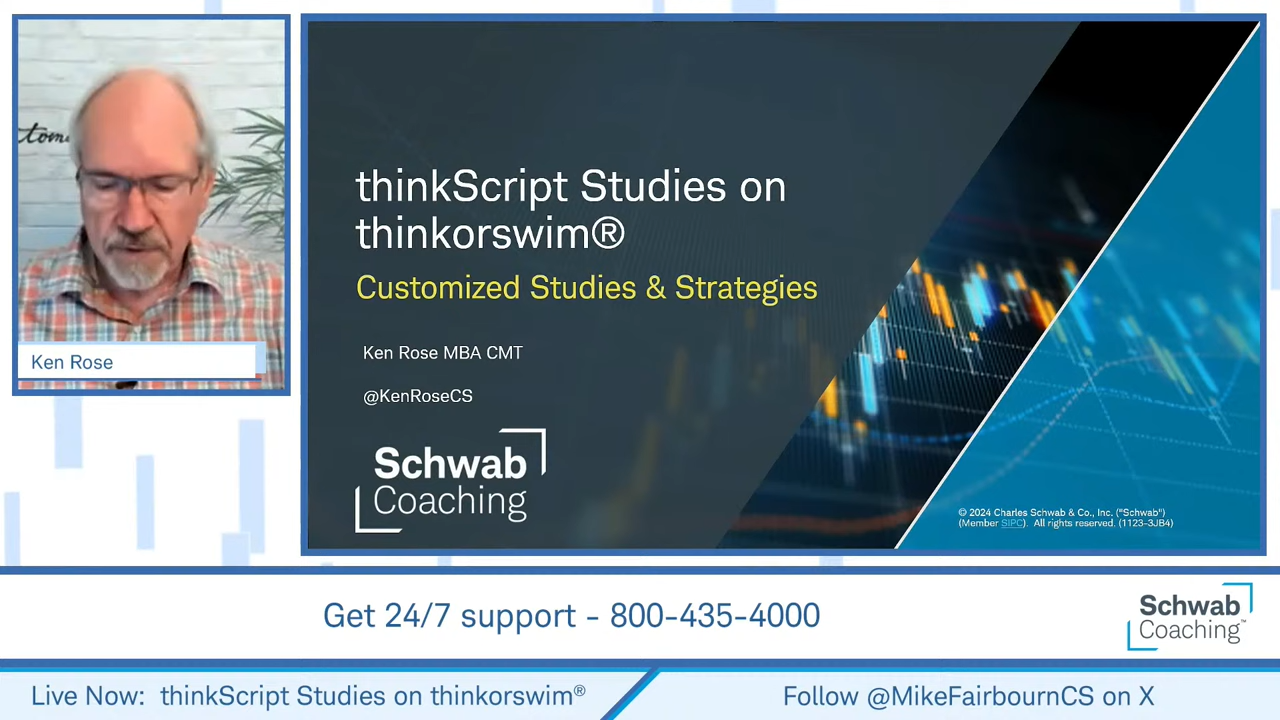 tom
Ken Rose
thinkScript Studies on
thinkorswim®
Customized Studies & Strategies
Ken Rose MBA CMT
@KenRoseCS
Schwab
Coaching
© 2024 Charles Schwab & Co., Inc. ("Schwab")
(Member SIPC). All rights reserved. (1123-3JB4)
Get 24/7 support - 800-435-4000
Schwab
Coaching™
Live Now: thinkScript Studies on thinkorswim®
Follow @MikeFairbournCS on X